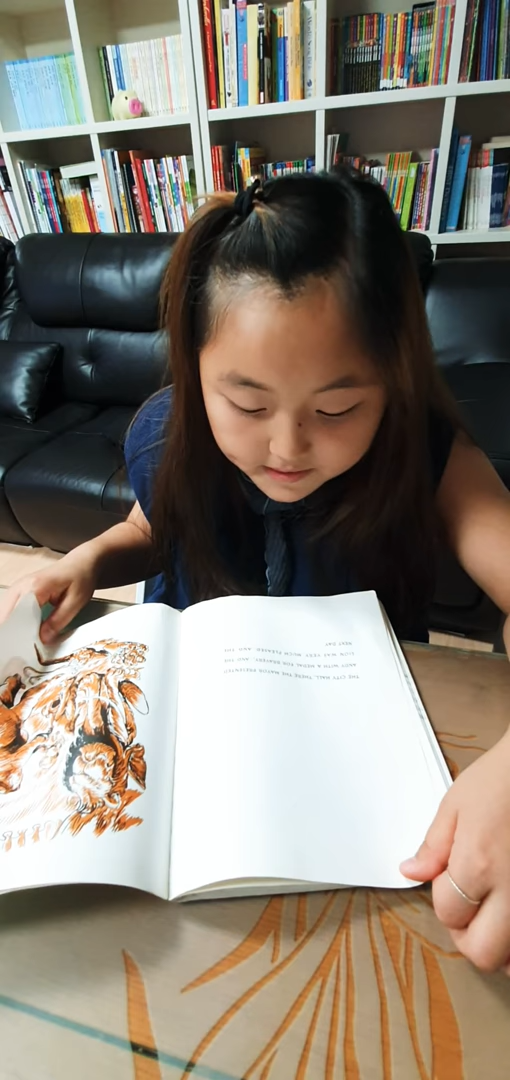 THE CITY HALL. THERE THE MAYOR PRESENTED
ANDY WITH A MEDAL FOR BRAVERY. AND THE
LION WAS VERY MUCH PLEASED. AND THE
NEXT DAY